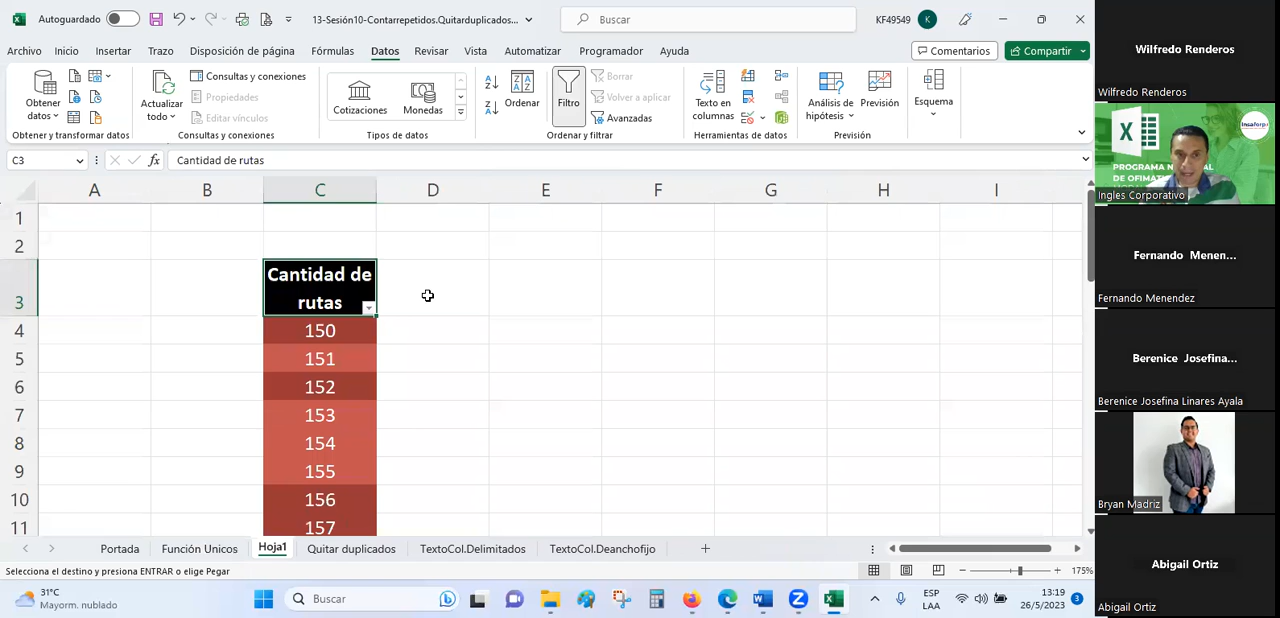 Autoguardado
13-Sesión10-Contarrepetidos.Quitarduplicados...
Buscar
KF49549
K
Archivo Inicio Insertar Trazo Disposición de página Fórmulas Datos Revisar Vista Automatizar Programador Ayuda
Comentarios
Compartir
Obtener datos
Actualizar todo
Consultas y conexiones
Propiedades
Editar vínculos
Cotizaciones
Monedas
Ordenar
Filtro
Borrar
Volver a aplicar
Avanzadas
Texto en columnas
Análisis de hipótesis
Previsión
Esquema
Obtener y transformar datos
Consultas y conexiones
Tipos de datos
Ordenar y filtrar
Herramientas de datos
Previsión
C3
fx
Cantidad de rutas
A B C D E F G H I
1
2
3
Cantidad de
rutas
4 150
5 151
6 152
7 153
8 154
9 155
10 156
11 157
Portada Función Unicos Hoja1 Quitar duplicados TextoCol.Delimitados TextoCol.Deanchofijo
Selecciona el destino y presiona ENTRAR o elige Pegar
175%
31°C
Mayorm. nublado
Buscar
ESP
LAA
13:19
26/5/2023
3
Wilfredo Renderos
Wilfredo Renderos
Insaforp
PROGRAMA N
AL
DE OFIMATI
Ingles Corporativo
Fernando Menen...
Fernando Menendez
Berenice Josefina...
Berenice Josefina Linares Ayala
Bryan Madriz
Abigail Ortiz
Abigail Ortiz